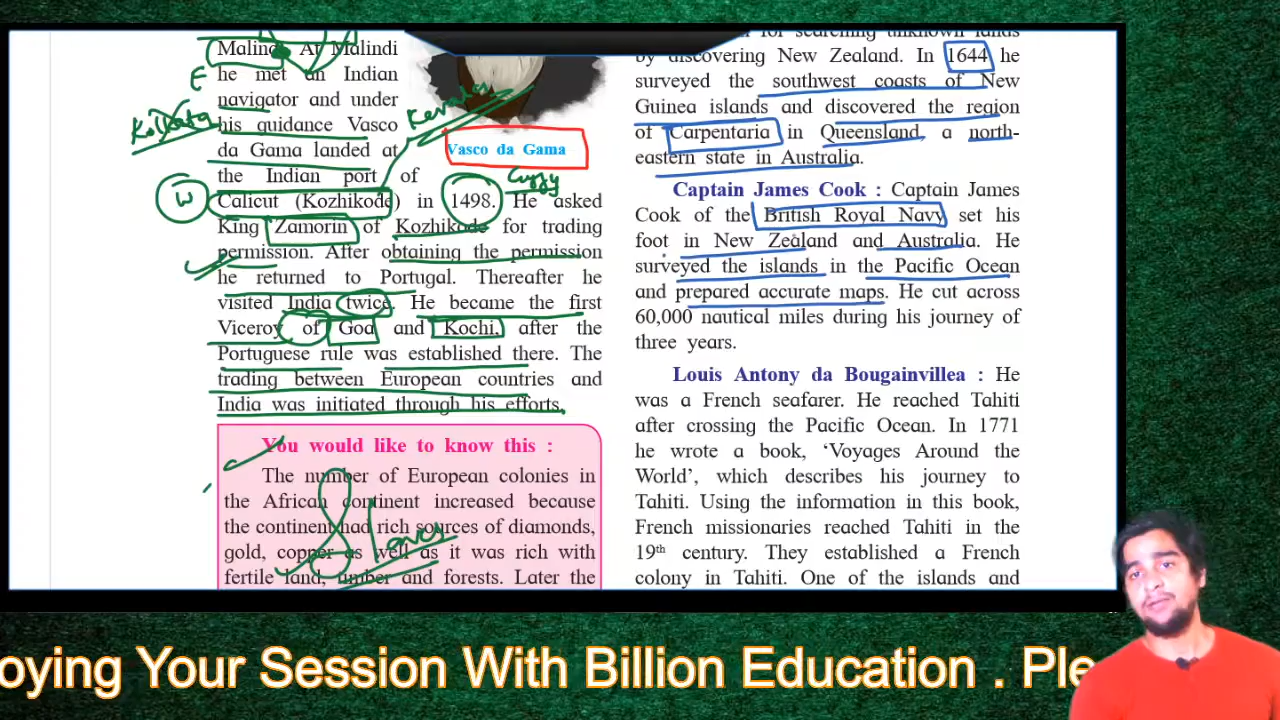 Malindi. At Malindi
he met an Indian
navigator and under
his guidance Vasco
da Gama landed at
the Indian port of
Calicut (Kozhikode) in 1498. He asked
King Zamorin of Kozhikode for trading
permission. After obtaining the permission
he returned to Portugal. Thereafter he
visited India twice. He became the first
Viceroy of Goa and Kochi, after the
Portuguese rule was established there. The
trading between European countries and
India was initiated through his efforts.
Kolkata
Kerala
Vasco da Gama
W
You would like to know this :
The number of European colonies in
the African continent increased because
the continent had rich sources of diamonds,
gold, copper as well as it was rich with
fertile land, timber and forests. Later the
Slaves
for searching unknown lands
by discovering New Zealand. In 1644 he
surveyed the southwest coasts of New
Guinea islands and discovered the region
of Carpentaria in Queensland, a north-
eastern state in Australia.
Captain James Cook : Captain James
Cook of the British Royal Navy set his
foot in New Zealand and Australia. He
surveyed the islands in the Pacific Ocean
and prepared accurate maps. He cut across
60,000 nautical miles during his journey of
three years.
Louis Antony da Bougainvillea : He
was a French seafarer. He reached Tahiti
after crossing the Pacific Ocean. In 1771
he wrote a book, ‘Voyages Around the
World’, which describes his journey to
Tahiti. Using the information in this book,
French missionaries reached Tahiti in the
19th century. They established a French
colony in Tahiti. One of the islands and
oying Your Session With Billion Education . Ple